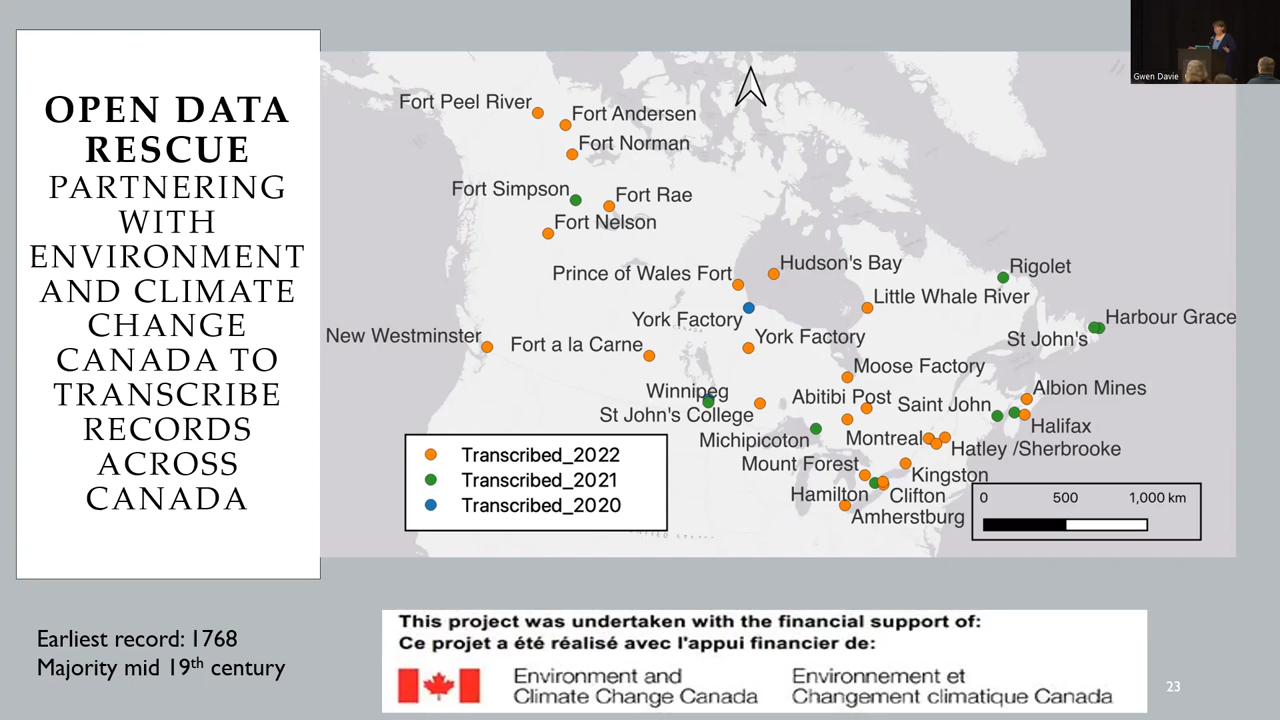 OPEN DATA
RESCUE
PARTNERING
WITH
ENVIRONMENT
AND CLIMATE
CHANGE
CANADA TO
TRANSCRIBE
RECORDS
ACROSS
CANADA
Gwen Davie
Fort Peel River
Fort Andersen
Fort Norman
Fort Simpson
Fort Rae
Fort Nelson
Prince of Wales Fort
Hudson's Bay
Rigolet
Little Whale River
York Factory
Harbour Grace
New Westminster
Fort a la Carne
York Factory
St John's
Moose Factory
Winnipeg
Abitibi Post
Saint John
Albion Mines
St John's College
Halifax
Michipicoton
Montreal
Hatley /Sherbrooke
Mount Forest
Kingston
Hamilton
Clifton
Amherstburg
Transcribed_2022
Transcribed_2021
Transcribed_2020
0 500 1,000 km
Earliest record: 1768
Majority mid 19th century
This project was undertaken with the financial support of:
Ce projet a été réalisé avec l'appui financier de:
Environment and
Climate Change Canada
Environnement et
Changement climatique Canada
23